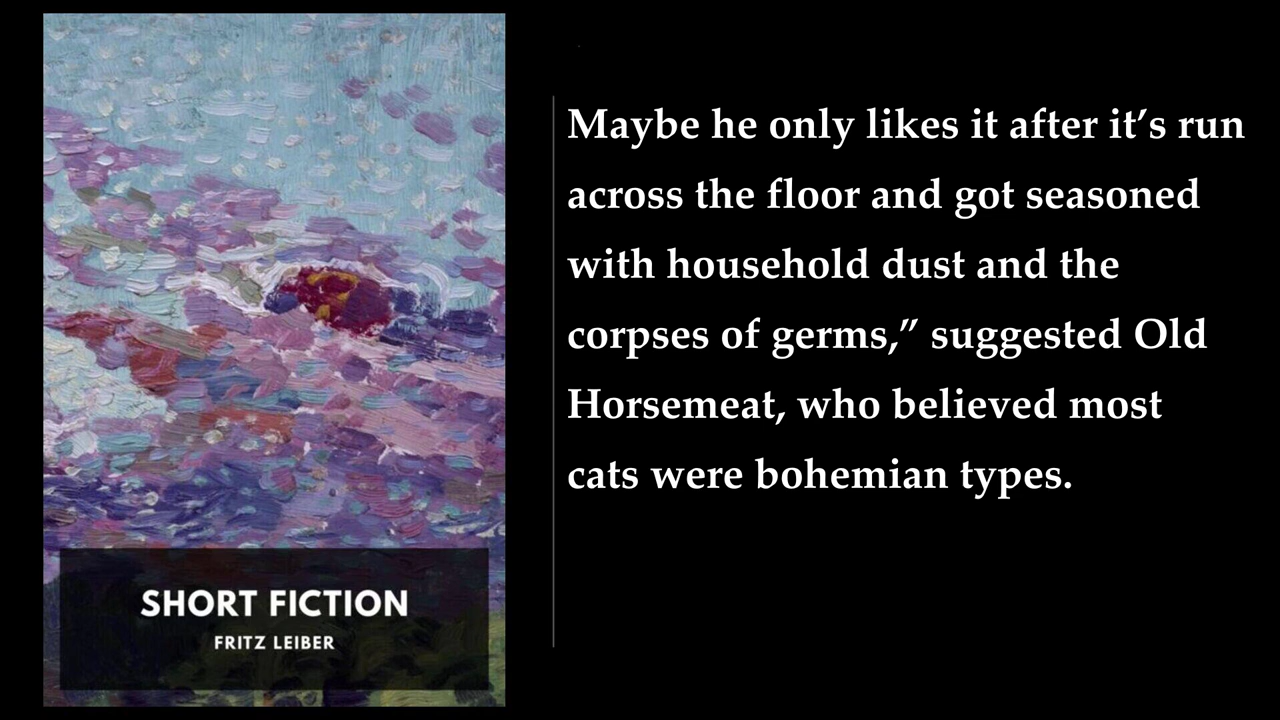 SHORT FICTION
FRITZ LEIBER
Maybe he only likes it after it’s run
across the floor and got seasoned
with household dust and the
corpses of germs,” suggested Old
Horsemeat, who believed most
cats were bohemian types.